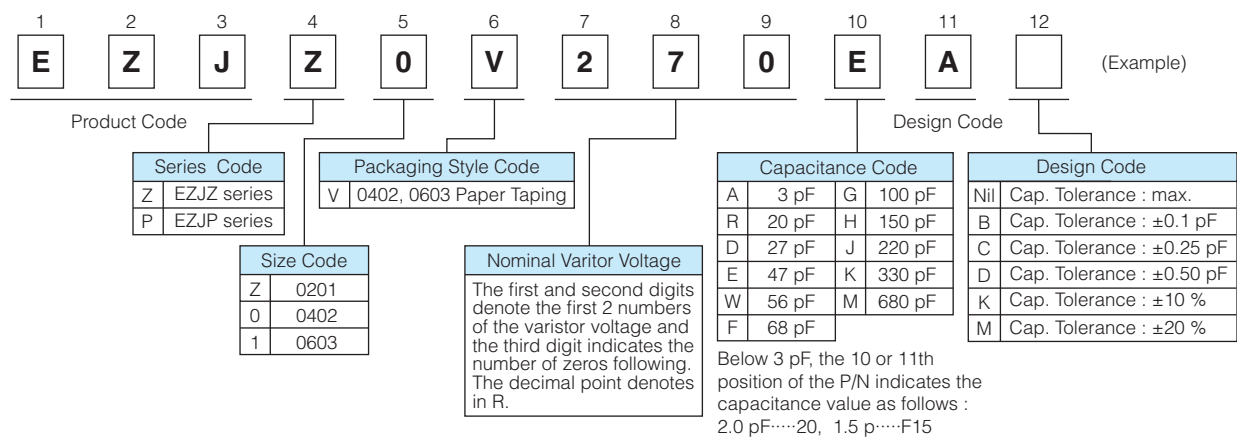 1 2 3 4 5 6 7 8 9 10 11 12
E Z J Z 0 V 2 7 0 E A (Example)
Product Code
Design Code
Series Code
Z EZJZ series
P EZJP series
Size Code
Z 0201
0 0402
1 0603
Packaging Style Code
V 0402, 0603 Paper Taping
Nominal Varitor Voltage
The first and second digits
denote the first 2 numbers
of the varistor voltage and
the third digit indicates the
number of zeros following.
The decimal point denotes
in R.
Capacitance Code
A 3 pF G 100 pF
R 20 pF H 150 pF
D 27 pF J 220 pF
E 47 pF K 330 pF
W 56 pF M 680 pF
F 68 pF
Below 3 pF, the 10 or 11th
position of the P/N indicates the
capacitance value as follows :
2.0 pF·····20, 1.5 p·····F15
Design Code
Nil Cap. Tolerance : max.
B Cap. Tolerance : ±0.1 pF
C Cap. Tolerance : ±0.25 pF
D Cap. Tolerance : ±0.50 pF
K Cap. Tolerance : ±10 %
M Cap. Tolerance : ±20 %